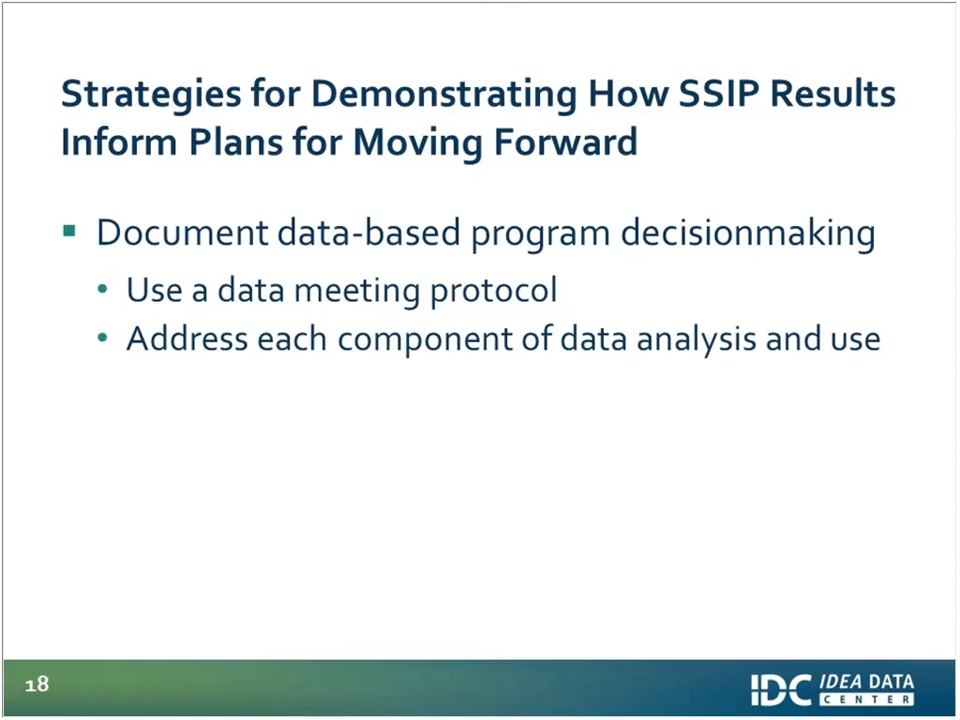 Strategies for Demonstrating How SSIP Results
Inform Plans for Moving Forward
▪ Document data-based program decisionmaking
• Use a data meeting protocol
• Address each component of data analysis and use
18
IDC IDEA DATA
CENTER